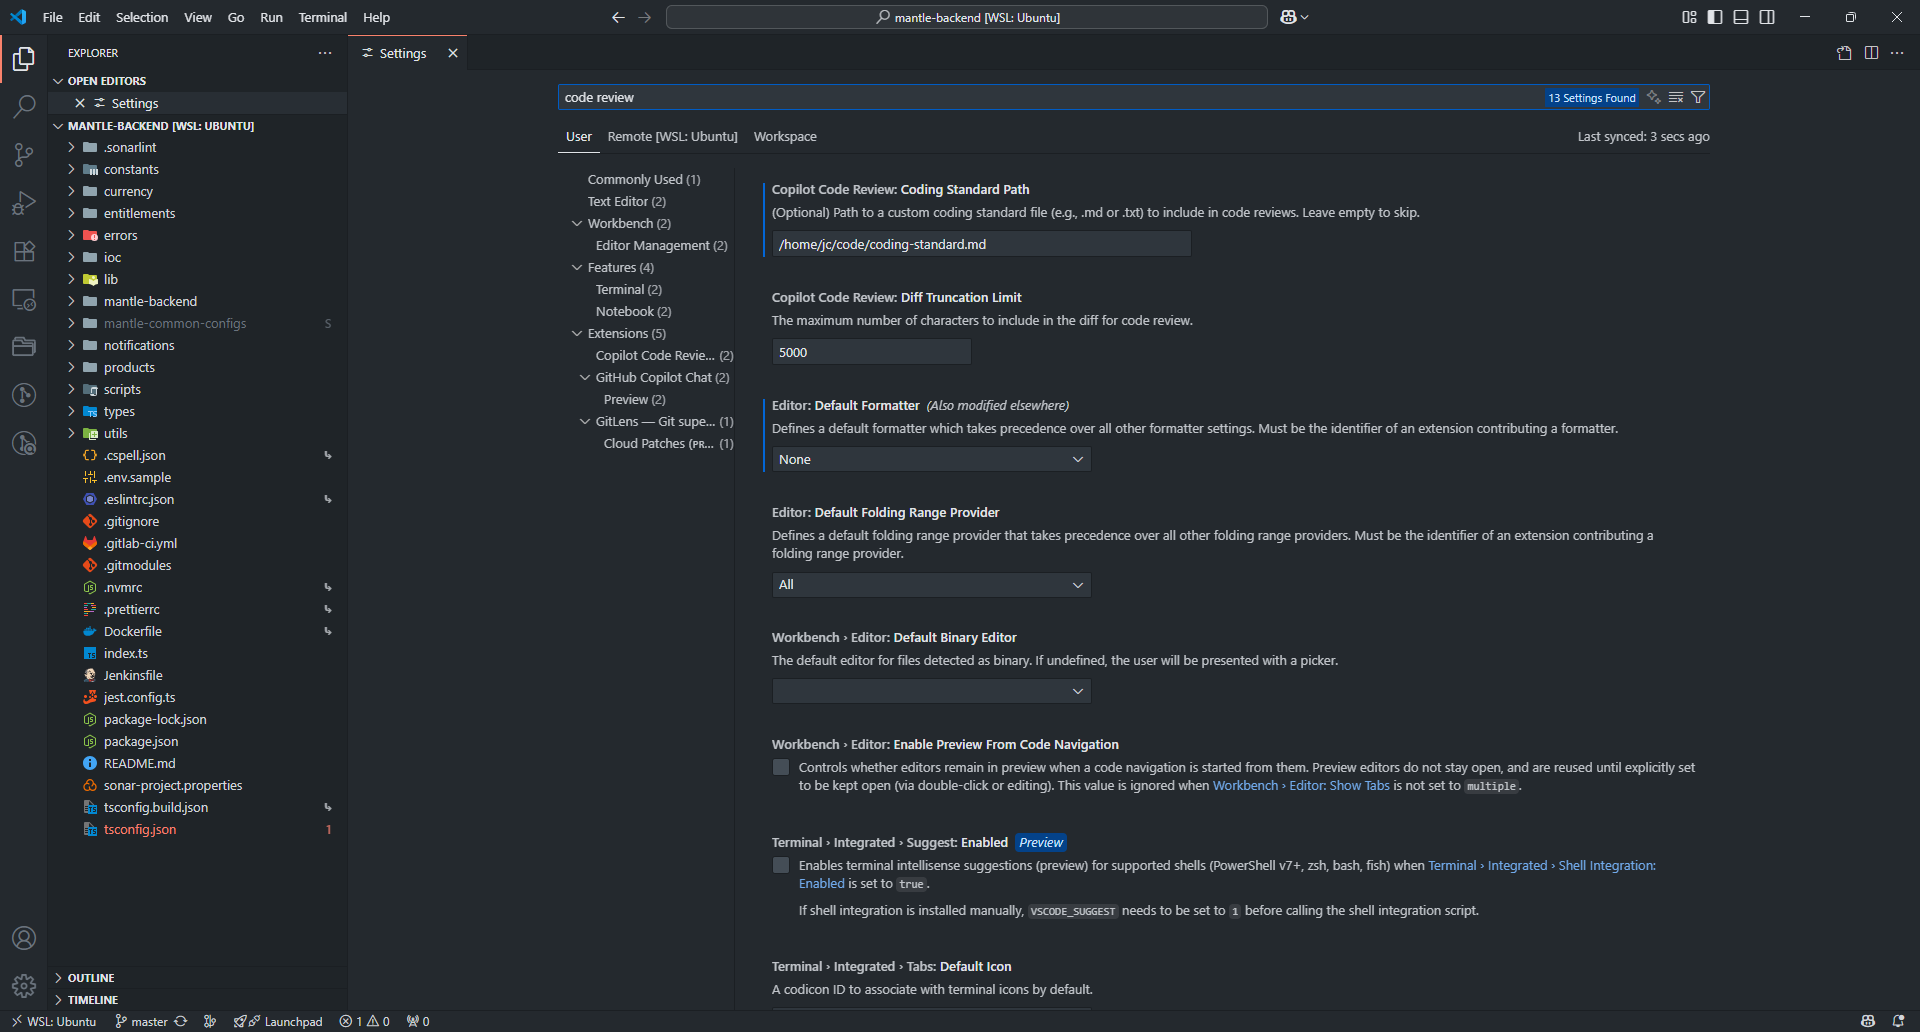 File Edit Selection View Go Run Terminal Help
mantle-backend [WSL: Ubuntu]
EXPLORER
OPEN EDITORS
Settings
MANTLE-BACKEND [WSL: UBUNTU]
.sonarlint
constants
currency
entitlements
errors
ioc
lib
mantle-backend
mantle-common-configs S
notifications
products
scripts
types
utils
.cspell.json
.env.sample
.eslintrc.json
.gitignore
.gitlab-ci.yml
.gitmodules
.nvmrc
.prettierrc
Dockerfile
index.ts
Jenkinsfile
jest.config.ts
package-lock.json
package.json
README.md
sonar-project.properties
tsconfig.build.json
tsconfig.json 1
OUTLINE
TIMELINE
Settings
code review
13 Settings Found
User Remote [WSL: Ubuntu] Workspace
Last synced: 3 secs ago
Commonly Used (1)
Text Editor (2)
Workbench (2)
Editor Management (2)
Features (4)
Terminal (2)
Notebook (2)
Extensions (5)
Copilot Code Revie... (2)
GitHub Copilot Chat (2)
Preview (2)
GitLens — Git supe... (1)
Cloud Patches (PR... (1)
Copilot Code Review: Coding Standard Path
(Optional) Path to a custom coding standard file (e.g., .md or .txt) to include in code reviews. Leave empty to skip.
/home/jc/code/coding-standard.md
Copilot Code Review: Diff Truncation Limit
The maximum number of characters to include in the diff for code review.
5000
Editor: Default Formatter (Also modified elsewhere)
Defines a default formatter which takes precedence over all other formatter settings. Must be the identifier of an extension contributing a formatter.
None
Editor: Default Folding Range Provider
Defines a default folding range provider that takes precedence over all other folding range providers. Must be the identifier of an extension contributing a
folding range provider.
All
Workbench › Editor: Default Binary Editor
The default editor for files detected as binary. If undefined, the user will be presented with a picker.
Workbench › Editor: Enable Preview From Code Navigation
Controls whether editors remain in preview when a code navigation is started from them. Preview editors do not stay open, and are reused until explicitly set
to be kept open (via double-click or editing). This value is ignored when Workbench › Editor: Show Tabs is not set to multiple.
Terminal › Integrated › Suggest: Enabled Preview
Enables terminal intellisense suggestions (preview) for supported shells (PowerShell v7+, zsh, bash, fish) when Terminal › Integrated › Shell Integration:
Enabled is set to true.
If shell integration is installed manually, VSCODE_SUGGEST needs to be set to 1 before calling the shell integration script.
Terminal › Integrated › Tabs: Default Icon
A codicon ID to associate with terminal icons by default.
WSL: Ubuntu master Launchpad 1 0 0